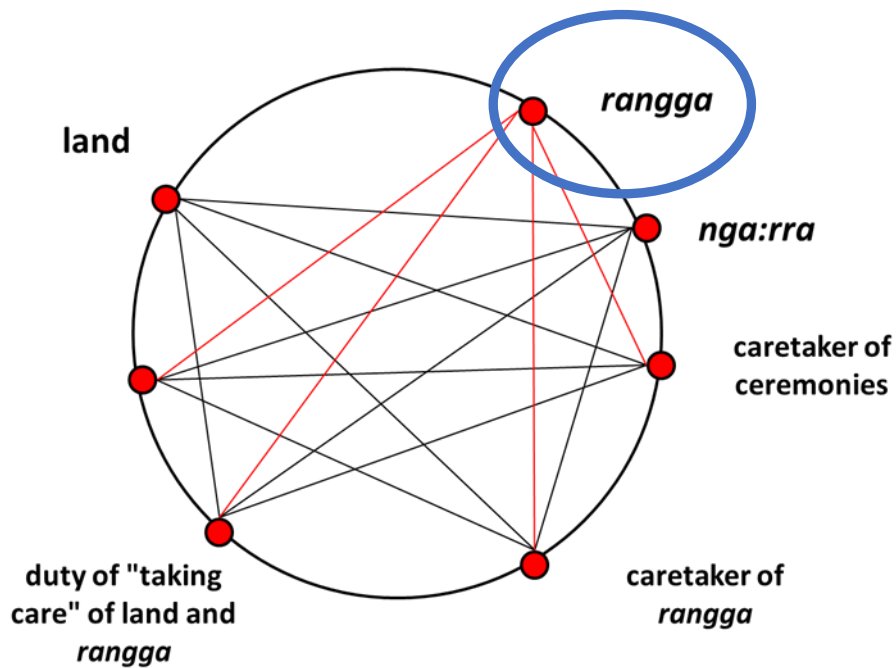 rangga
land
nga:rra
caretaker of
ceremonies
duty of "taking
care" of land and
rangga
caretaker of
rangga